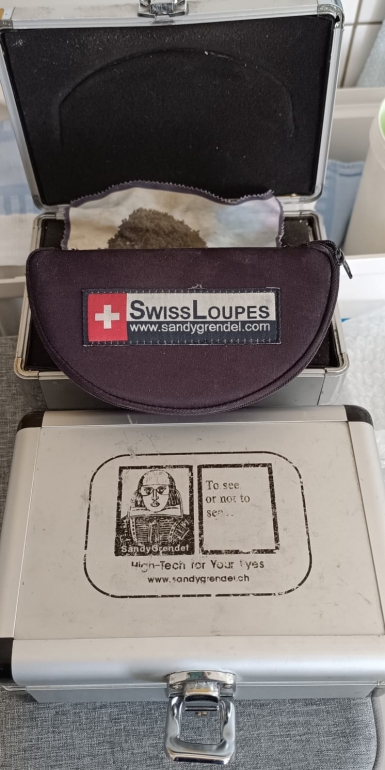 SWISSLOUPES
www.sandygrendel.com
To see
or not to
see...
SandyGrendel
High-Tech for Your Eyes
www.sandygrendel.ch